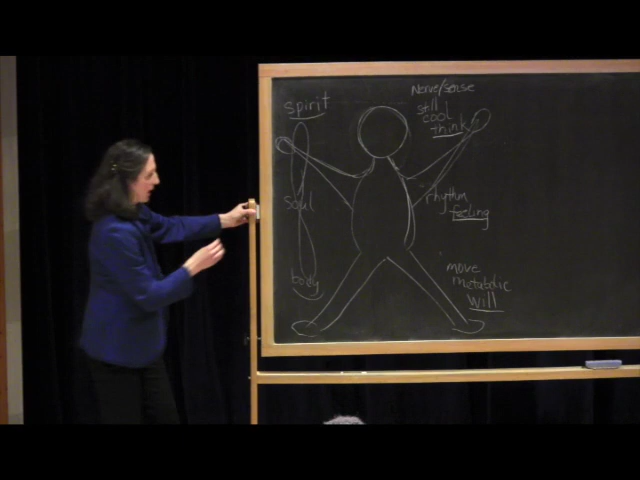 spirit
soul
body
Nerve/sense
still
cool
think
rhythm
feeling
move
metabolic
will